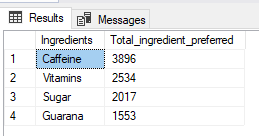 Results Messages
Ingredients Total_ingredient_preferred
1 Caffeine 3896
2 Vitamins 2534
3 Sugar 2017
4 Guarana 1553